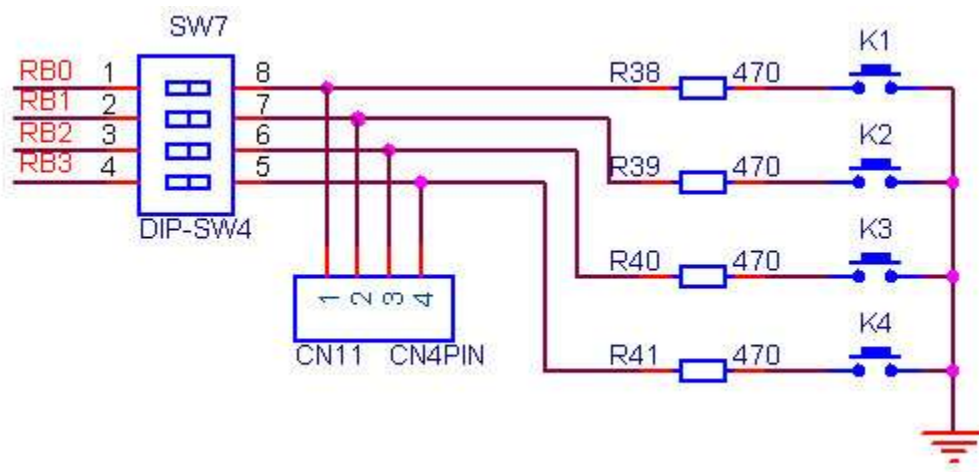 SW7
RB0 1 8
RB1 2 7
RB2 3 6
RB3 4 5
DIP-SW4
1 2 3 4
CN11 CN4PIN
R38 470 K1
R39 470 K2
R40 470 K3
R41 470 K4